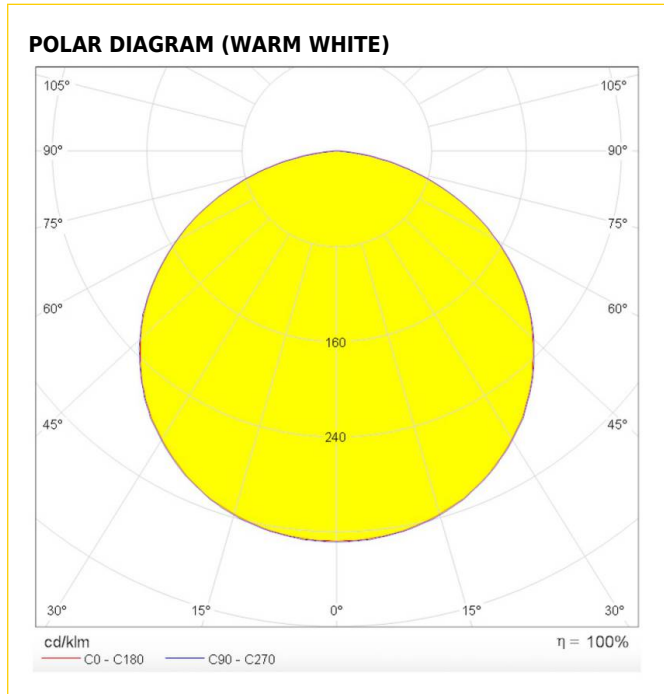 POLAR DIAGRAM (WARM WHITE)
105° 105°
90° 90°
75° 75°
60° 60°
160
45° 45°
240
30° 15° 0° 15° 30°
cd/klm η = 100%
C0 - C180 C90 - C270